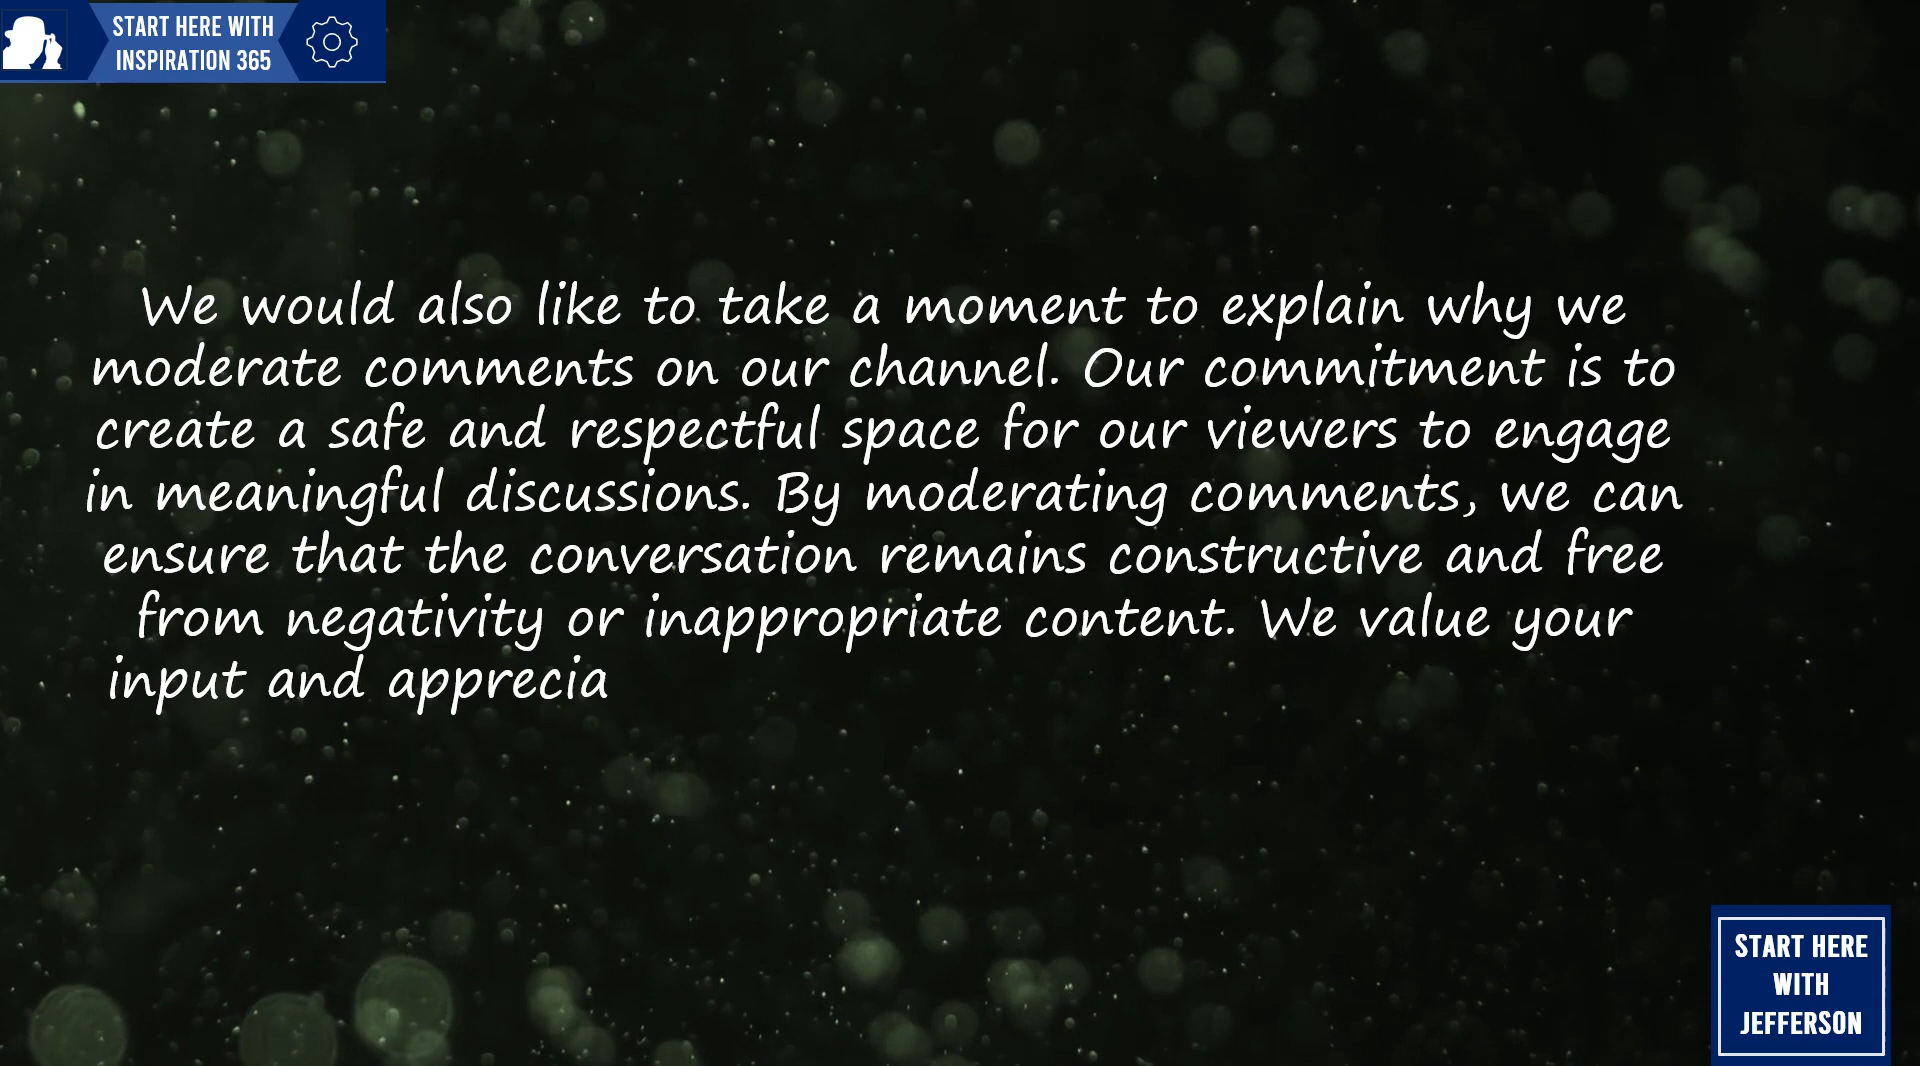 START HERE WITH
INSPIRATION 365
We would also like to take a moment to explain why we
moderate comments on our channel. Our commitment is to
create a safe and respectful space for our viewers to engage
in meaningful discussions. By moderating comments, we can
ensure that the conversation remains constructive and free
from negativity or inappropriate content. We value your
input and apprecia
START HERE
WITH
JEFFERSON